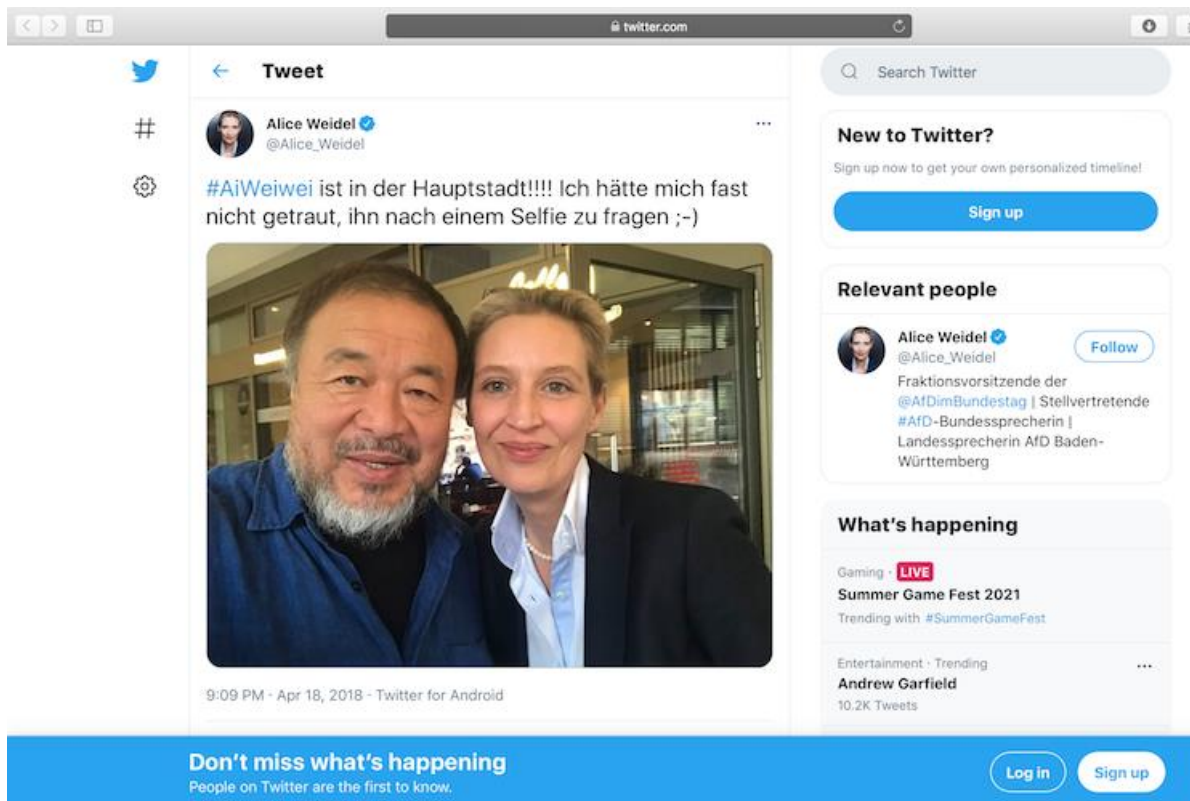 twitter.com
Tweet
Search Twitter
Alice Weidel
@Alice_Weidel
#AiWeiwei ist in der Hauptstadt!!!! Ich hätte mich fast
nicht getraut, ihn nach einem Selfie zu fragen ;-)
9:09 PM · Apr 18, 2018 · Twitter for Android
New to Twitter?
Sign up now to get your own personalized timeline!
Sign up
Relevant people
Alice Weidel
@Alice_Weidel
Follow
Fraktionsvorsitzende der
@AfDimBundestag | Stellvertretende
#AfD-Bundessprecherin |
Landessprecherin AfD Baden-
Württemberg
What's happening
Gaming · LIVE
Summer Game Fest 2021
Trending with #SummerGameFest
Entertainment · Trending
Andrew Garfield
10.2K Tweets
Don't miss what's happening
People on Twitter are the first to know.
Log in
Sign up